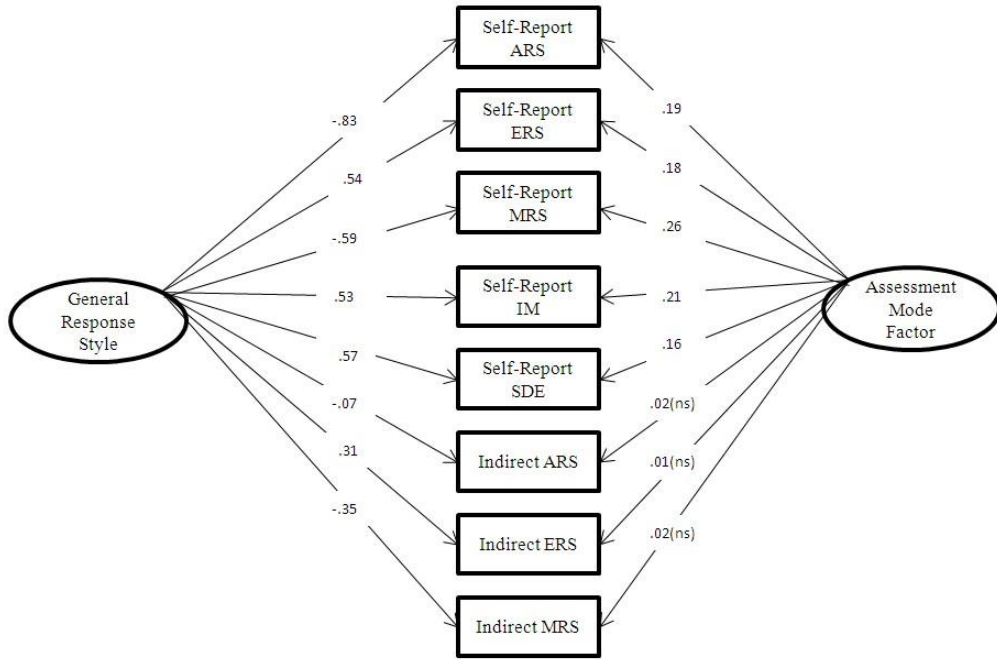 Self-Report
ARS
Self-Report
ERS
Self-Report
MRS
Self-Report
IM
Self-Report
SDE
Indirect ARS
Indirect ERS
Indirect MRS
General
Response
Style
Assessment
Mode
Factor
-.83
.54
-.59
.53
.57
-.07
.31
-.35
.19
.18
.26
.21
.16
.02(ns)
.01(ns)
.02(ns)